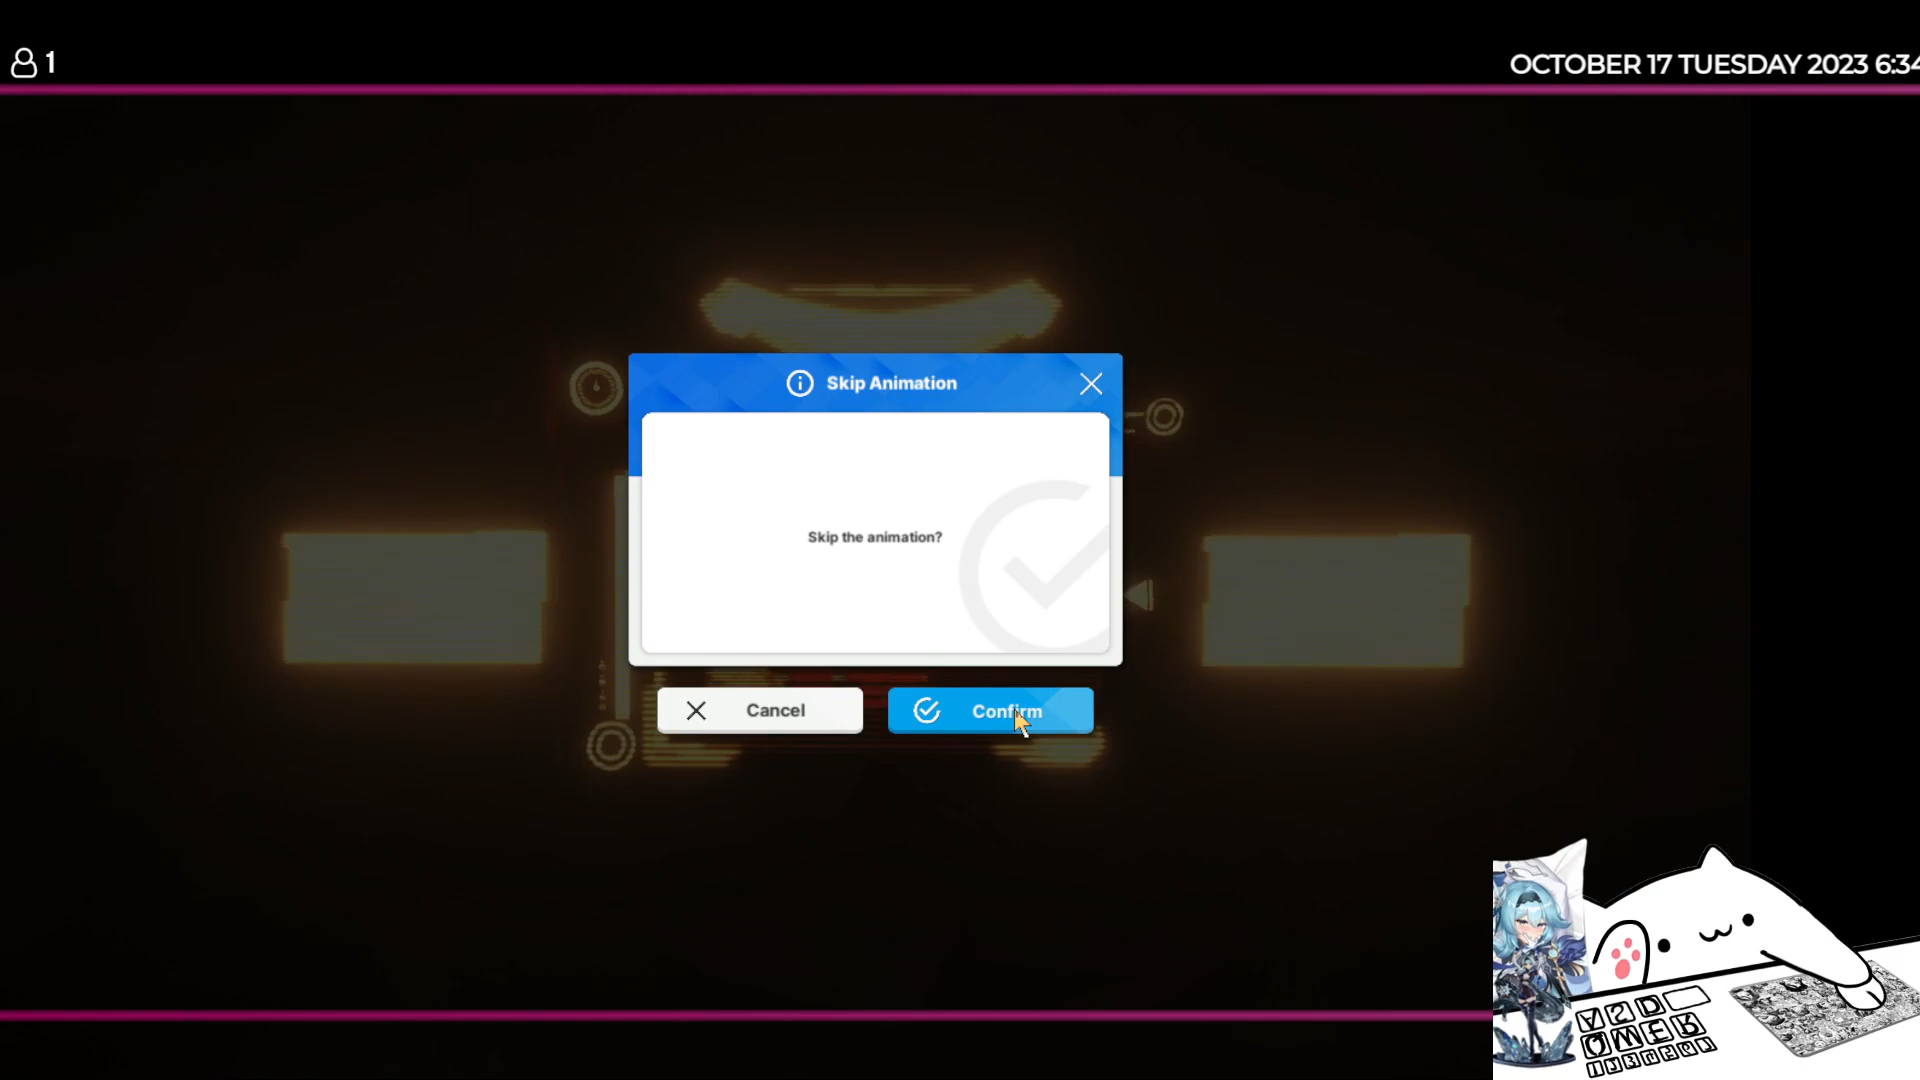 1
OCTOBER 17 TUESDAY 2023 6:34
Skip Animation
Skip the animation?
Cancel
Confirm